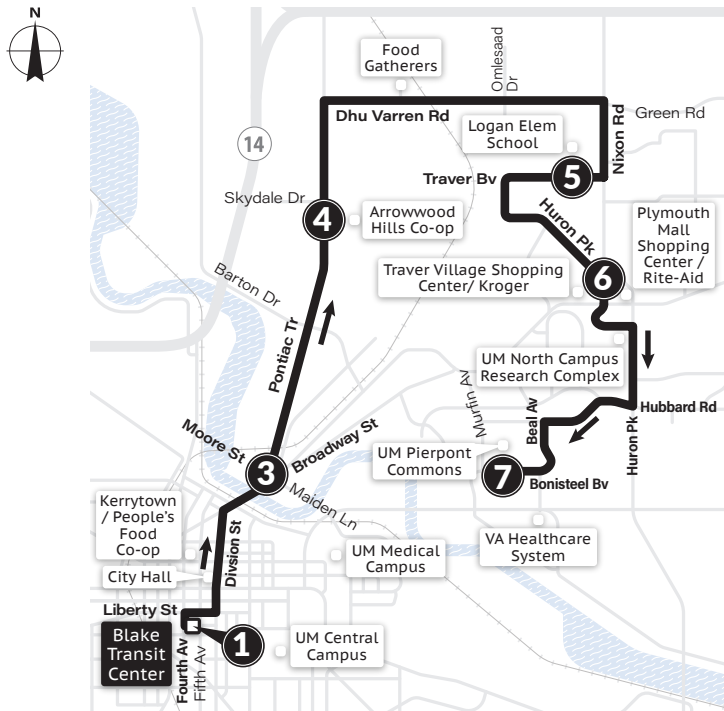 N
Food
Gatherers
Omlesaad
Dr
Dhu Varren Rd
Green Rd
Nixon Rd
Logan Elem
School
14
Traver Bv
5
Skydale Dr
4
Arrowwood
Hills Co-op
Huron Pk
Plymouth
Mall
Shopping
Center /
Rite-Aid
Barton Dr
Traver Village Shopping
Center/ Kroger
6
Pontiac Tr
UM North Campus
Research Complex
Murfin Av
Beal Av
Hubbard Rd
Huron Pk
Moore St
Broadway St
3
UM Pierpont
Commons
7
Bonisteel Bv
Maiden Ln
Kerrytown
/ People's
Food
Co-op
Divsion St
VA Healthcare
System
UM Medical
Campus
City Hall
Liberty St
Blake
Transit
Center
Fourth Av
Fifth Av
1
UM Central
Campus